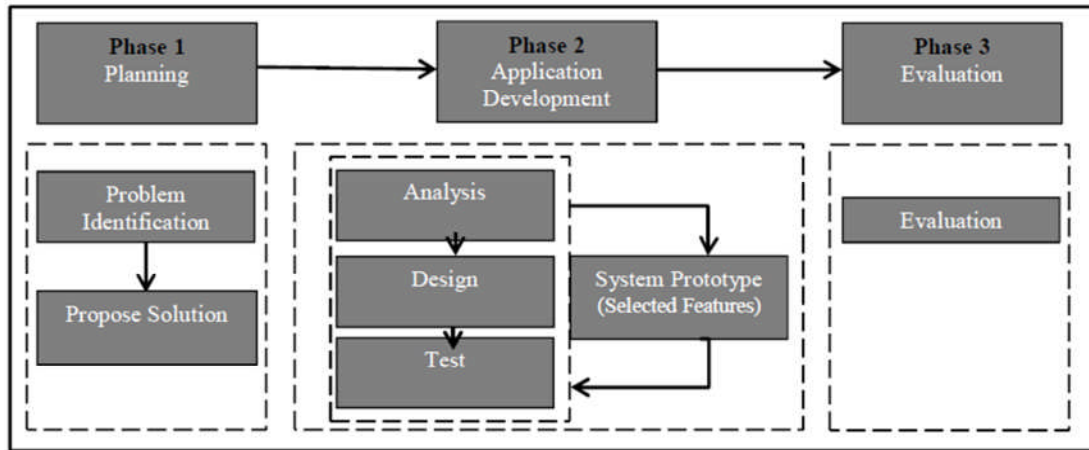 Phase 1
Planning
Phase 2
Application
Development
Phase 3
Evaluation
Problem
Identification
Propose Solution
Analysis
Design
Test
System Prototype
(Selected Features)
Evaluation